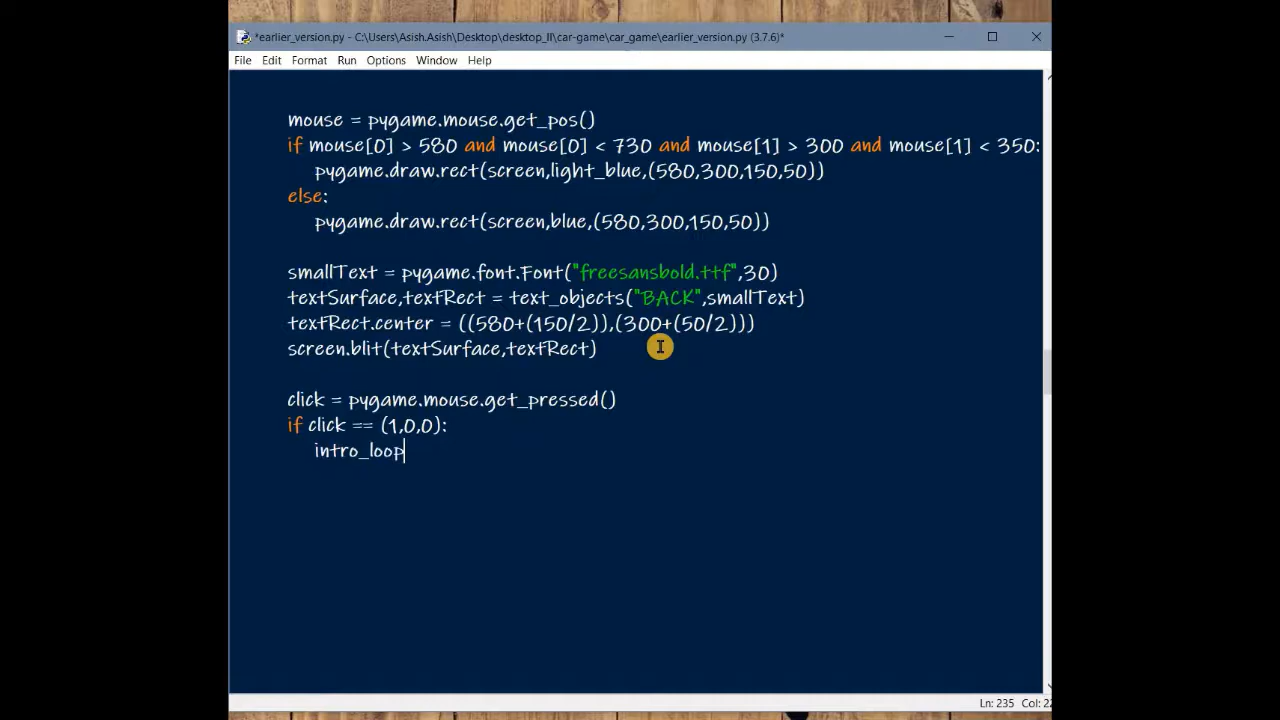 *earlier_version.py - C:\Users\Asish.Asish\Desktop\desktop_II\car-game\car_game\earlier_version.py (3.7.6)*
File Edit Format Run Options Window Help
mouse = pygame.mouse.get_pos()
if mouse[0] > 580 and mouse[0] < 730 and mouse[1] > 300 and mouse[1] < 350:
pygame.draw.rect(screen,light_blue,(580,300,150,50))
else:
pygame.draw.rect(screen,blue,(580,300,150,50))
smallText = pygame.font.Font("freesansbold.ttf",30)
textSurface,textRect = text_objects("BACK",smallText)
textRect.center = ((580+(150/2)),(300+(50/2)))
screen.blit(textSurface,textRect)
click = pygame.mouse.get_pressed()
if click == (1,0,0):
intro_loop
Ln: 235 Col: